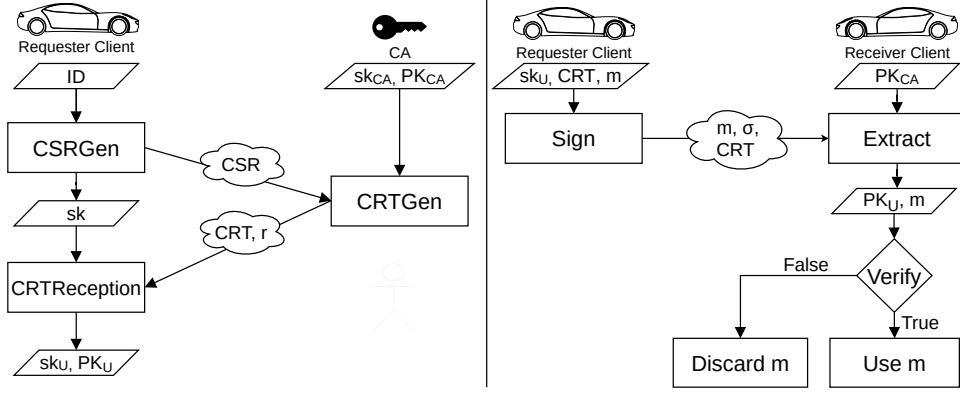 Requester Client
CA
ID
sk_CA, PK_CA
CSRGen
CSR
CRTGen
sk
CRT, r
CRTReception
sk_U, PK_U
Requester Client
Receiver Client
sk_U, CRT, m
PK_CA
Sign
m, σ,
CRT
Extract
PK_U, m
False
Verify
True
Discard m
Use m